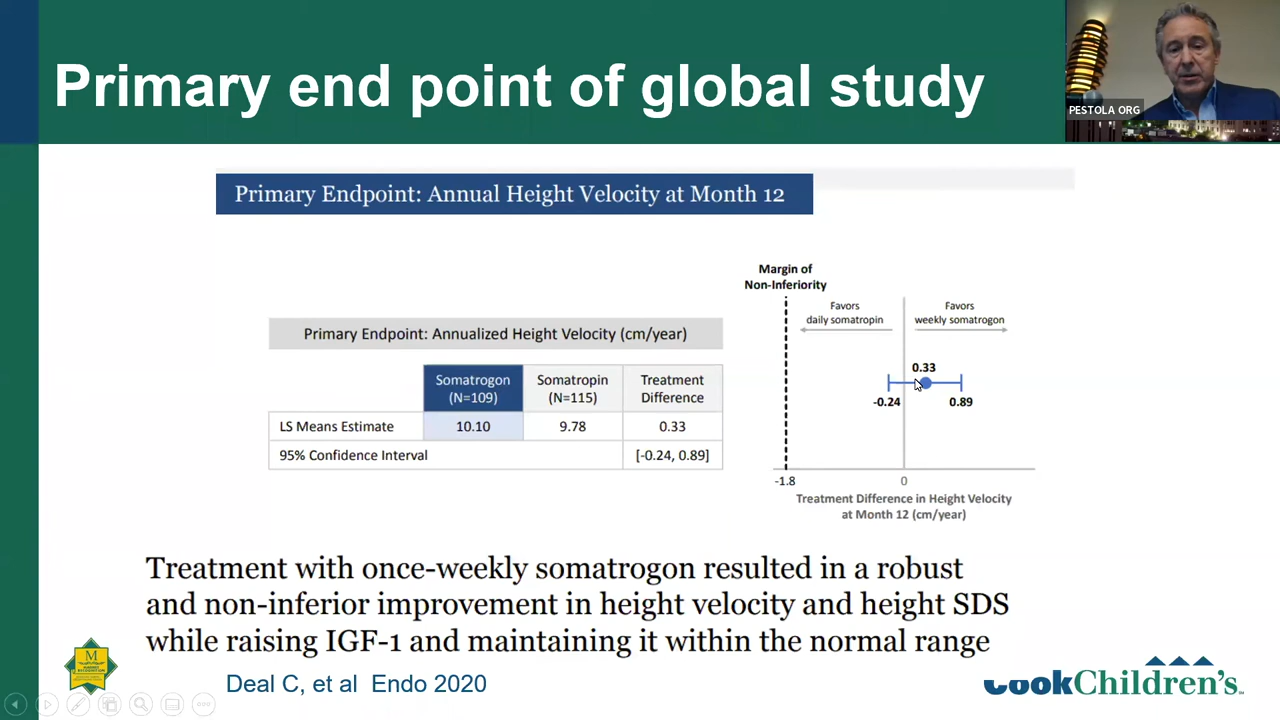 Primary end point of global study
PESTOLA ORG
Primary Endpoint: Annual Height Velocity at Month 12
Primary Endpoint: Annualized Height Velocity (cm/year)
Somatrogon
(N=109)
Somatropin
(N=115)
Treatment
Difference
LS Means Estimate
10.10
9.78
0.33
95% Confidence Interval
[-0.24, 0.89]
Margin of
Non-Inferiority
Favors
daily somatropin
Favors
weekly somatrogon
0.33
-0.24
0.89
-1.8
0
Treatment Difference in Height Velocity
at Month 12 (cm/year)
Treatment with once-weekly somatrogon resulted in a robust
and non-inferior improvement in height velocity and height SDS
while raising IGF-1 and maintaining it within the normal range
M
Deal C, et al Endo 2020
CookChildren's